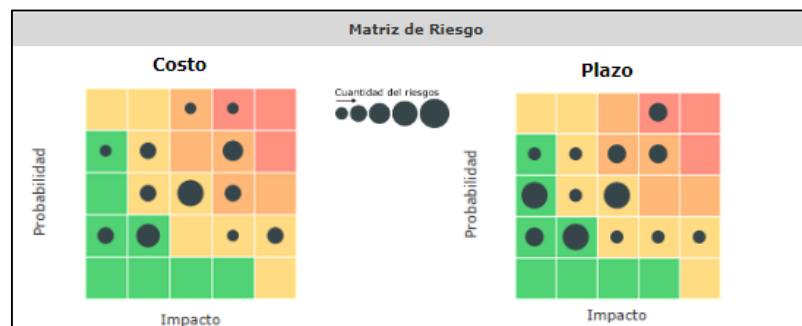 Matriz de Riesgo
Costo
Cuantidad del riesgos
Plazo
Probabilidad
Probabilidad
Impacto
Impacto